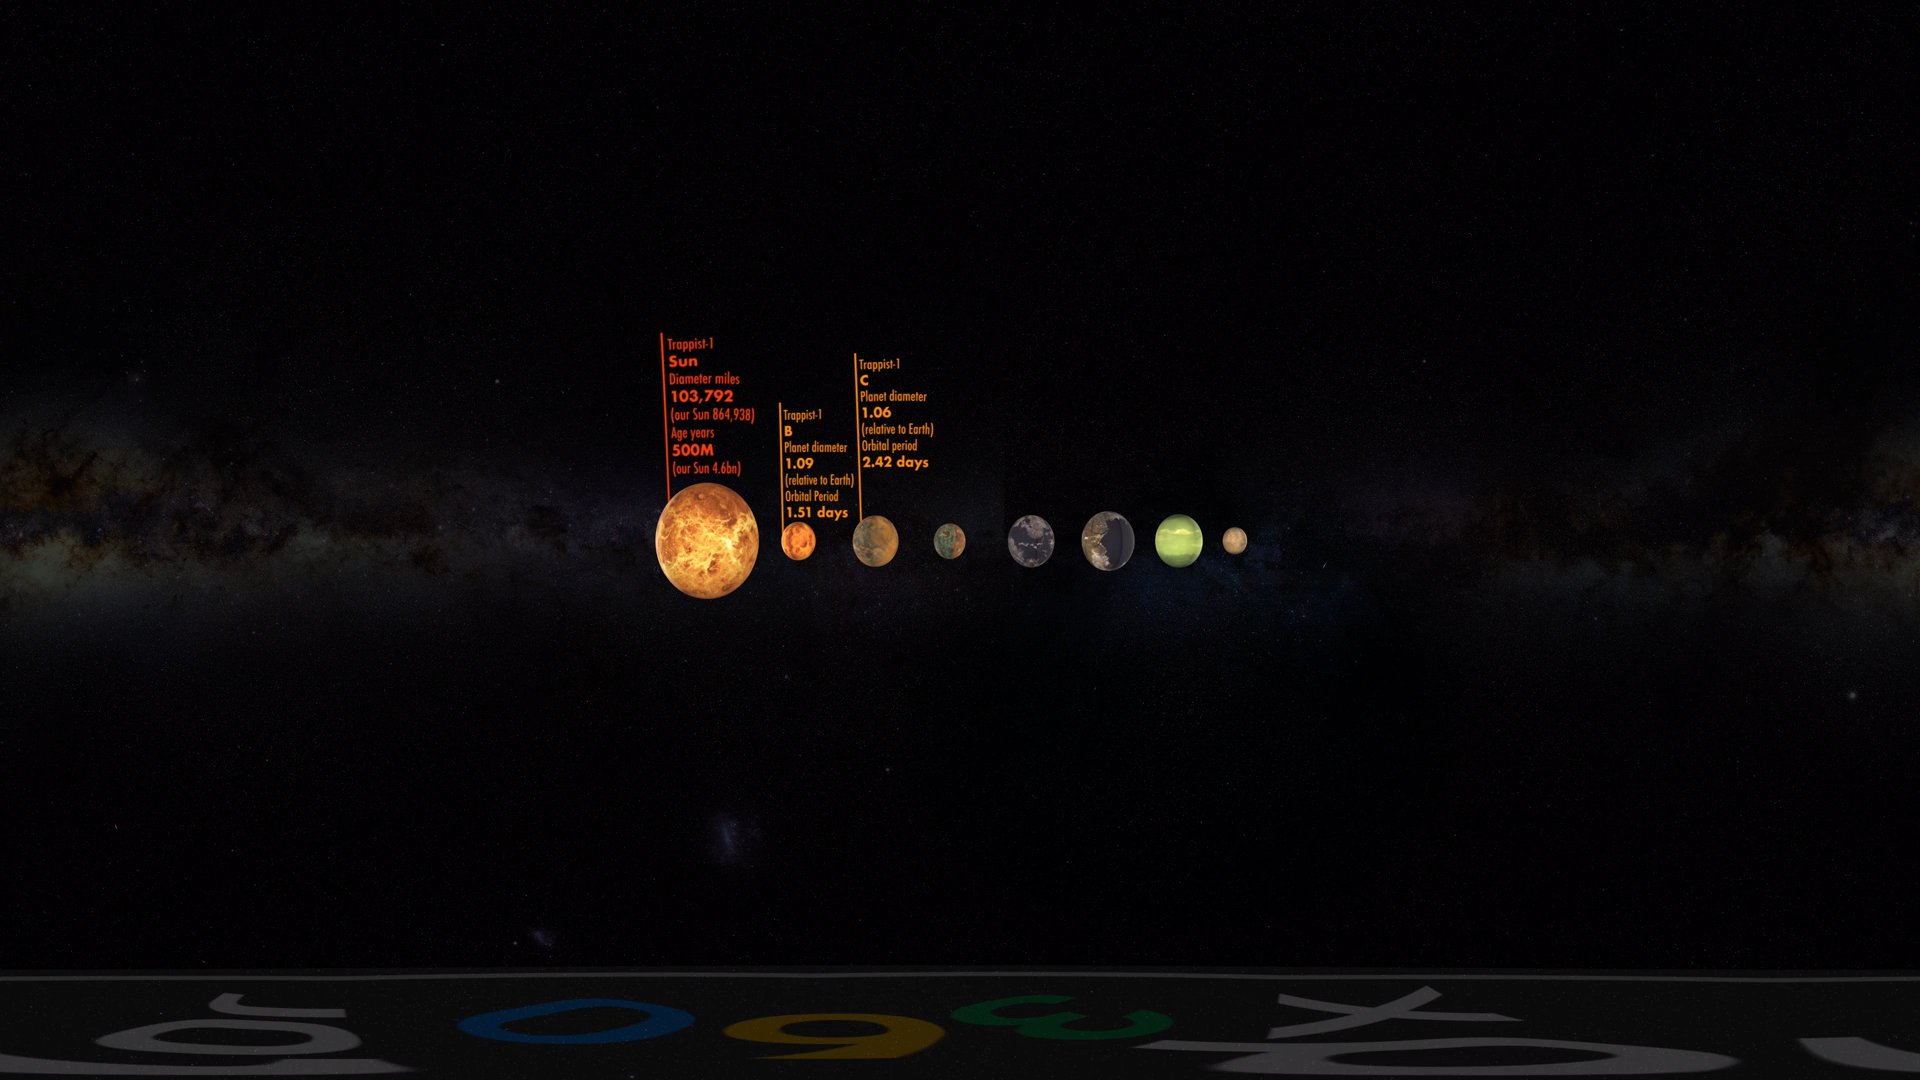 Trappist-1
Sun
Diameter miles
103,792
(our Sun 864,938)
Age years
500M
(our Sun 4.6bn)
Trappist-1
B
Planet diameter
1.09
(relative to Earth)
Orbital Period
1.51 days
Trappist-1
C
Planet diameter
1.06
(relative to Earth)
Orbital period
2.42 days
360